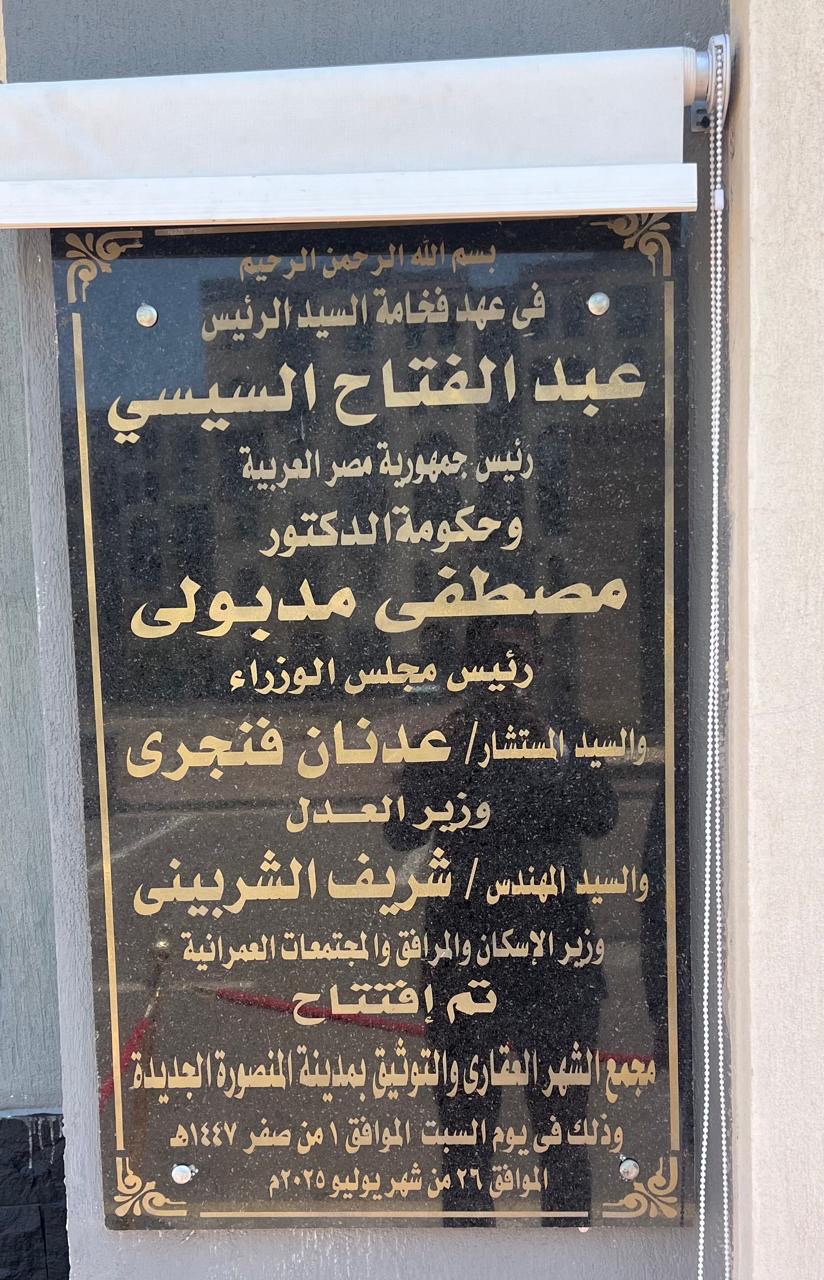 بسم الله الرحمن الرحيم
فى عهد فخامة السيد الرئيس
عبد الفتاح السيسي
رئيس جمهورية مصر العربية
وحكومة الدكتور
مصطفى مدبولى
رئيس مجلس الوزراء
والسيد المستشار/ عدنان فنجرى
وزير العدل
والسيد المهندس / شريف الشربينى
وزير الإسكان والمرافق والمجتمعات العمرانية
تم إفتتاح
مجمع الشهر العقارى والتوثيق بمدينة المنصورة الجديدة
وذلك فى يوم السبت الموافق ١ من صفر ١٤٤٧هـ
الموافق ٢٦ من شهر يوليو ٢٠٢٥م